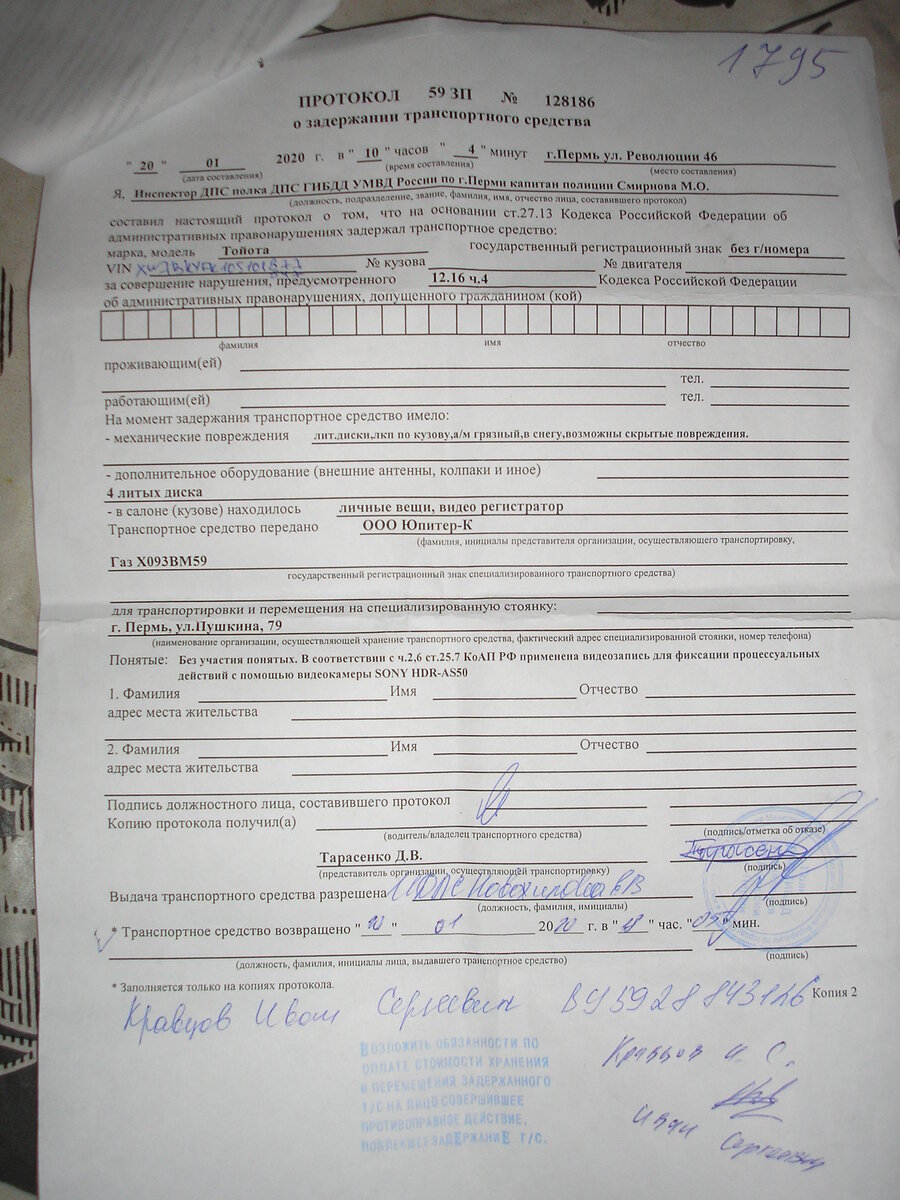 1795
ПРОТОКОЛ 59 ЗП № 128186
о задержании транспортного средства
" 20 " 01 2020 г. в " 10 " часов " 4 " минут г.Пермь ул. Революции 46
(дата составления) (время составления) (место составления)
Я, Инспектор ДПС полка ДПС ГИБДД УМВД России по г.Перми капитан полиции Смирнова М.О.
(должность, подразделение, звание, фамилия, имя, отчество лица, составившего протокол)
составил настоящий протокол о том, что на основании ст.27.13 Кодекса Российской Федерации об
административных правонарушениях задержал транспортное средство:
марка, модель Тойота государственный регистрационный знак без г/номера
VIN № кузова № двигателя
за совершение нарушения, предусмотренного 12.16 ч.4 Кодекса Российской Федерации
об административных правонарушениях, допущенного гражданином (кой)
фамилия имя отчество
проживающим(ей)
тел.
работающим(ей) тел.
На момент задержания транспортное средство имело:
- механические повреждения лит.диски,лкп по кузову,а/м грязный,в снегу,возможны скрытые повреждения.
- дополнительное оборудование (внешние антенны, колпаки и иное)
4 литых диска
- в салоне (кузове) находилось личные вещи, видео регистратор
Транспортное средство передано ООО Юпитер-К
(фамилия, инициалы представителя организации, осуществляющего транспортировку,
Газ Х093ВМ59
государственный регистрационный знак специализированного транспортного средства)
для транспортировки и перемещения на специализированную стоянку:
г. Пермь, ул.Пушкина, 79
(наименование организации, осуществляющей хранение транспортного средства, фактический адрес специализированной стоянки, номер телефона)
Понятые: Без участия понятых. В соответствии с ч.2,6 ст.25.7 КоАП РФ применена видеозапись для фиксации процессуальных
действий с помощью видеокамеры SONY HDR-AS50
1. Фамилия Имя Отчество
адрес места жительства
2. Фамилия Имя Отчество
адрес места жительства
Подпись должностного лица, составившего протокол
Копию протокола получил(а)
(водитель/владелец транспортного средства) (подпись/отметка об отказе)
Тарасенко Д.В.
(представитель организации, осуществляющей транспортировку) (подпись)
Выдача транспортного средства разрешена
(должность, фамилия, инициалы) (подпись)
* Транспортное средство возвращено " 20 " 01 2020 г. в " " час. "05" мин.
(должность, фамилия, инициалы лица, выдавшего транспортное средство) (подпись)
* Заполняется только на копиях протокола.
Копия 2
Кравцов Иван Сергеевич ВУ5928843126
Кравцов И. С.
Иван Сергеевич
ВОЗЛОЖИТЬ ОБЯЗАННОСТИ ПО
ОПЛАТЕ СТОИМОСТИ ХРАНЕНИЯ
И ПЕРЕМЕЩЕНИЯ ЗАДЕРЖАННОГО
Т/С НА ЛИЦО СОВЕРШИВШЕЕ
ПРОТИВОПРАВНОЕ ДЕЙСТВИЕ,
ПОВЛЕКШЕЕ ЗАДЕРЖАНИЕ Т/С.